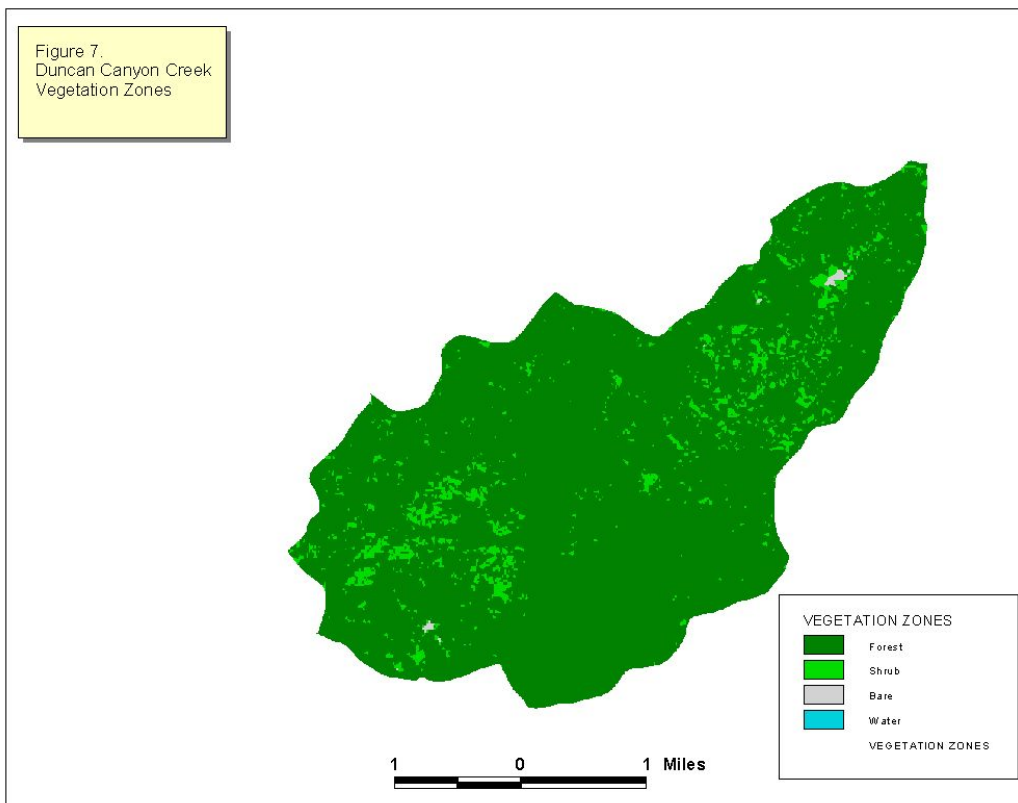 Figure 7.
Duncan Canyon Creek
Vegetation Zones
VEGETATION ZONES
Forest
Shrub
Bare
Water
VEGETATION ZONES
1 0 1 Miles